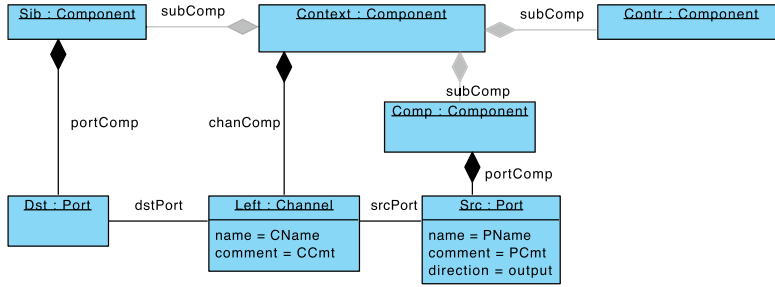 Sib : Component
subComp
Context : Component
subComp
Contr : Component
subComp
Comp : Component
portComp
chanComp
portComp
Dst : Port
dstPort
Left : Channel
srcPort
Src : Port
name = CName
comment = CCmt
name = PName
comment = PCmt
direction = output